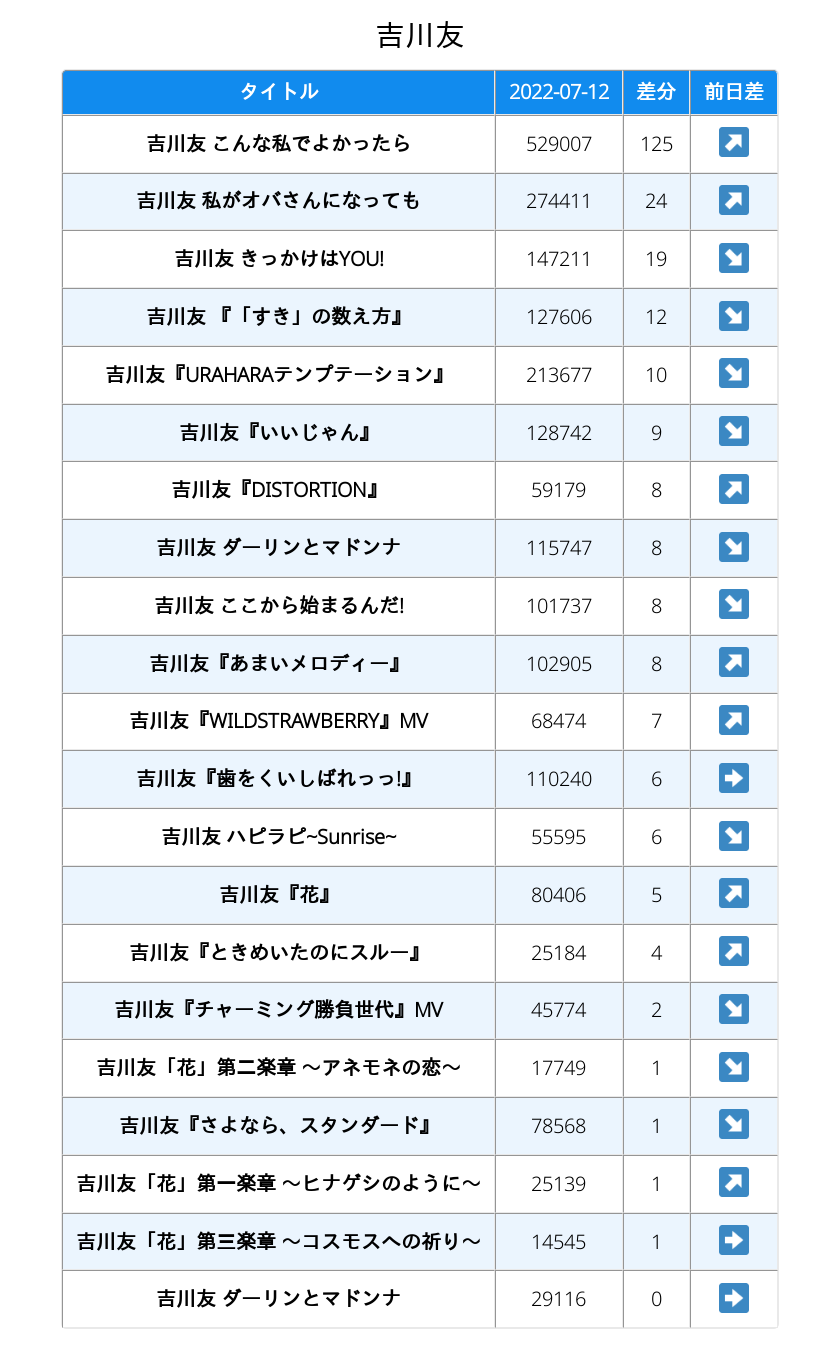 吉川友
タイトル 2022-07-12 差分 前日差
吉川友 こんな私でよかったら 529007 125 ↗
吉川友 私がオバさんになっても 274411 24 ↗
吉川友 きっかけはYOU! 147211 19 ↘
吉川友 『「すき」の数え方』 127606 12 ↘
吉川友『URAHARAテンプテーション』 213677 10 ↘
吉川友『いいじゃん』 128742 9 ↘
吉川友『DISTORTION』 59179 8 ↗
吉川友 ダーリンとマドンナ 115747 8 ↘
吉川友 ここから始まるんだ! 101737 8 ↘
吉川友『あまいメロディー』 102905 8 ↗
吉川友『WILDSTRAWBERRY』MV 68474 7 ↗
吉川友『歯をくいしばれっっ!』 110240 6 →
吉川友 ハピラピ~Sunrise~ 55595 6 ↘
吉川友『花』 80406 5 ↗
吉川友『ときめいたのにスルー』 25184 4 ↗
吉川友『チャーミング勝負世代』MV 45774 2 ↘
吉川友「花」第二楽章 〜アネモネの恋〜 17749 1 ↘
吉川友『さよなら、スタンダード』 78568 1 ↘
吉川友「花」第一楽章 〜ヒナゲシのように〜 25139 1 ↗
吉川友「花」第三楽章 〜コスモスへの祈り〜 14545 1 →
吉川友 ダーリンとマドンナ 29116 0 →